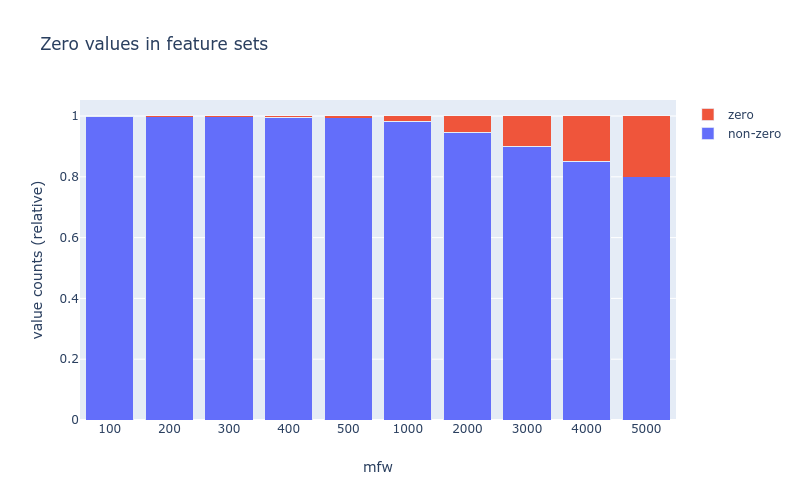 Zero values in feature sets
zero
non-zero
value counts (relative)
1
0.8
0.6
0.4
0.2
0
100 200 300 400 500 1000 2000 3000 4000 5000
mfw